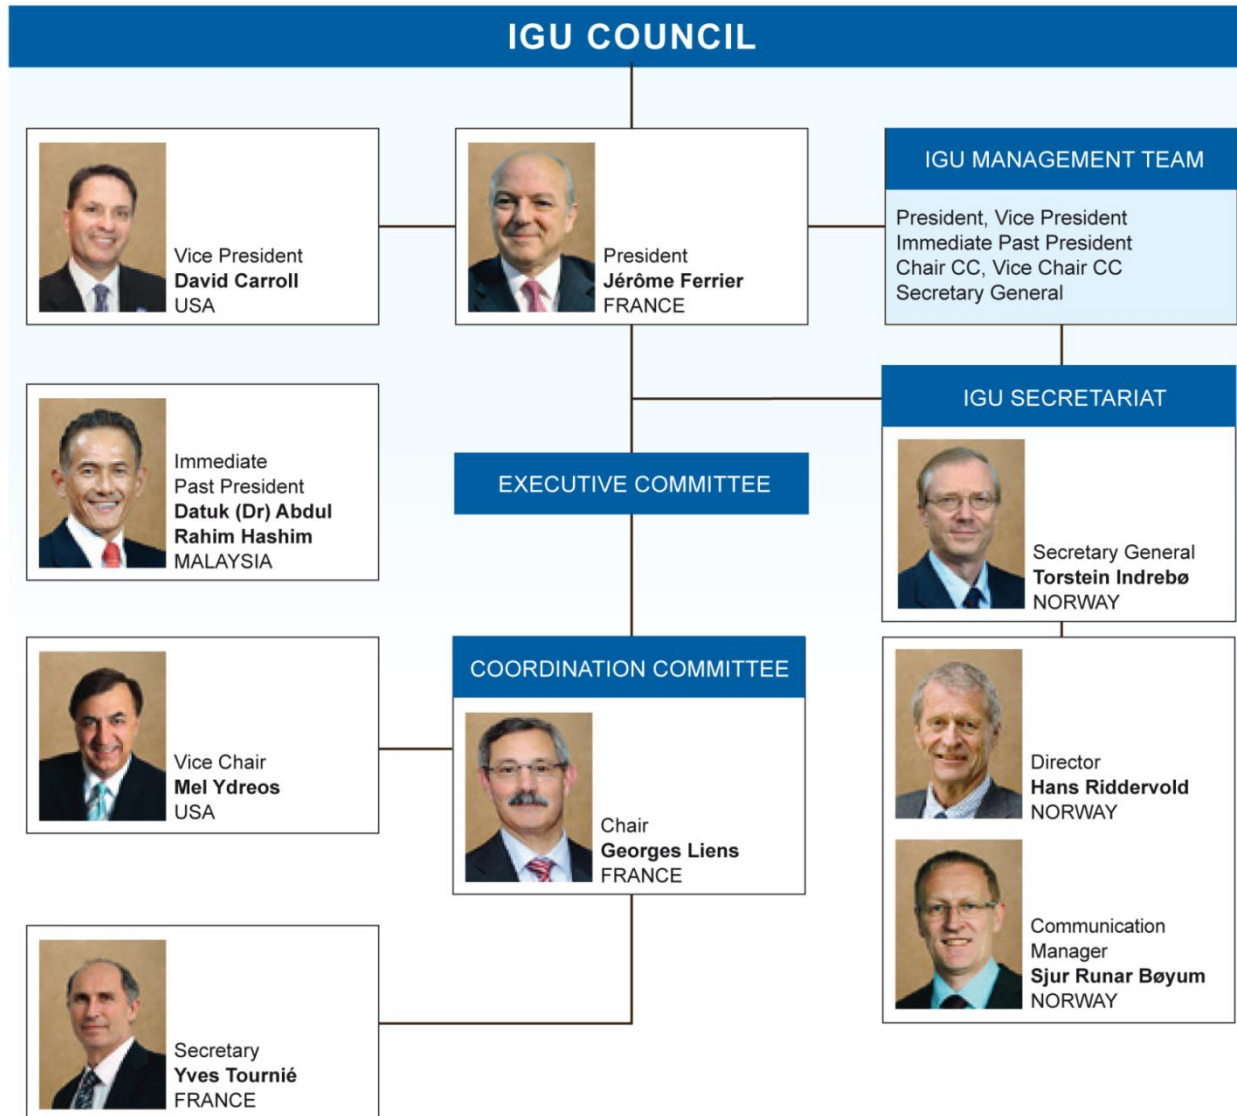 IGU COUNCIL
Vice President
David Carroll
USA
President
Jérôme Ferrier
FRANCE
IGU MANAGEMENT TEAM
President, Vice President
Immediate Past President
Chair CC, Vice Chair CC
Secretary General
Immediate
Past President
Datuk (Dr) Abdul
Rahim Hashim
MALAYSIA
EXECUTIVE COMMITTEE
IGU SECRETARIAT
Secretary General
Torstein Indrebø
NORWAY
Vice Chair
Mel Ydreos
USA
COORDINATION COMMITTEE
Chair
Georges Liens
FRANCE
Director
Hans Riddervold
NORWAY
Communication
Manager
Sjur Runar Bøyum
NORWAY
Secretary
Yves Tournié
FRANCE